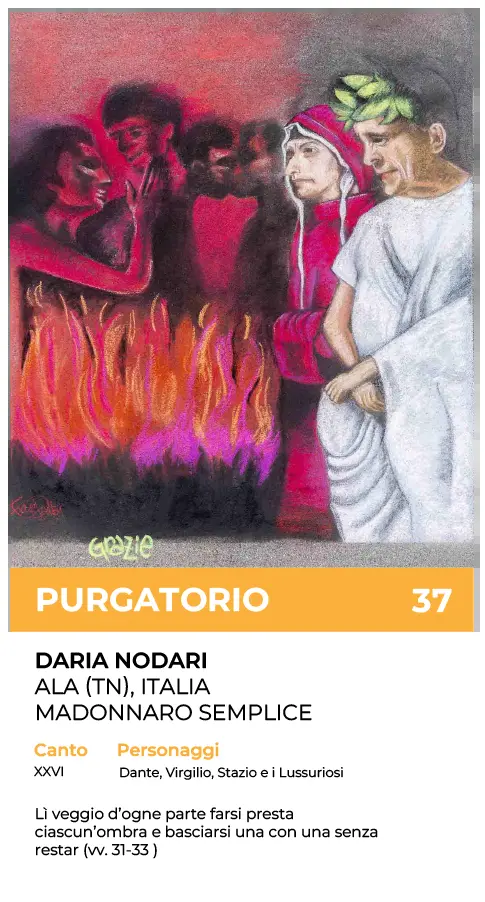 Grazie
PURGATORIO 37
DARIA NODARI
ALA (TN), ITALIA
MADONNARO SEMPLICE
Canto Personaggi
XXVI Dante, Virgilio, Stazio e i Lussuriosi
Lì veggio d’ogne parte farsi presta
ciascun’ombra e basciarsi una con una senza
restar (vv. 31-33 )